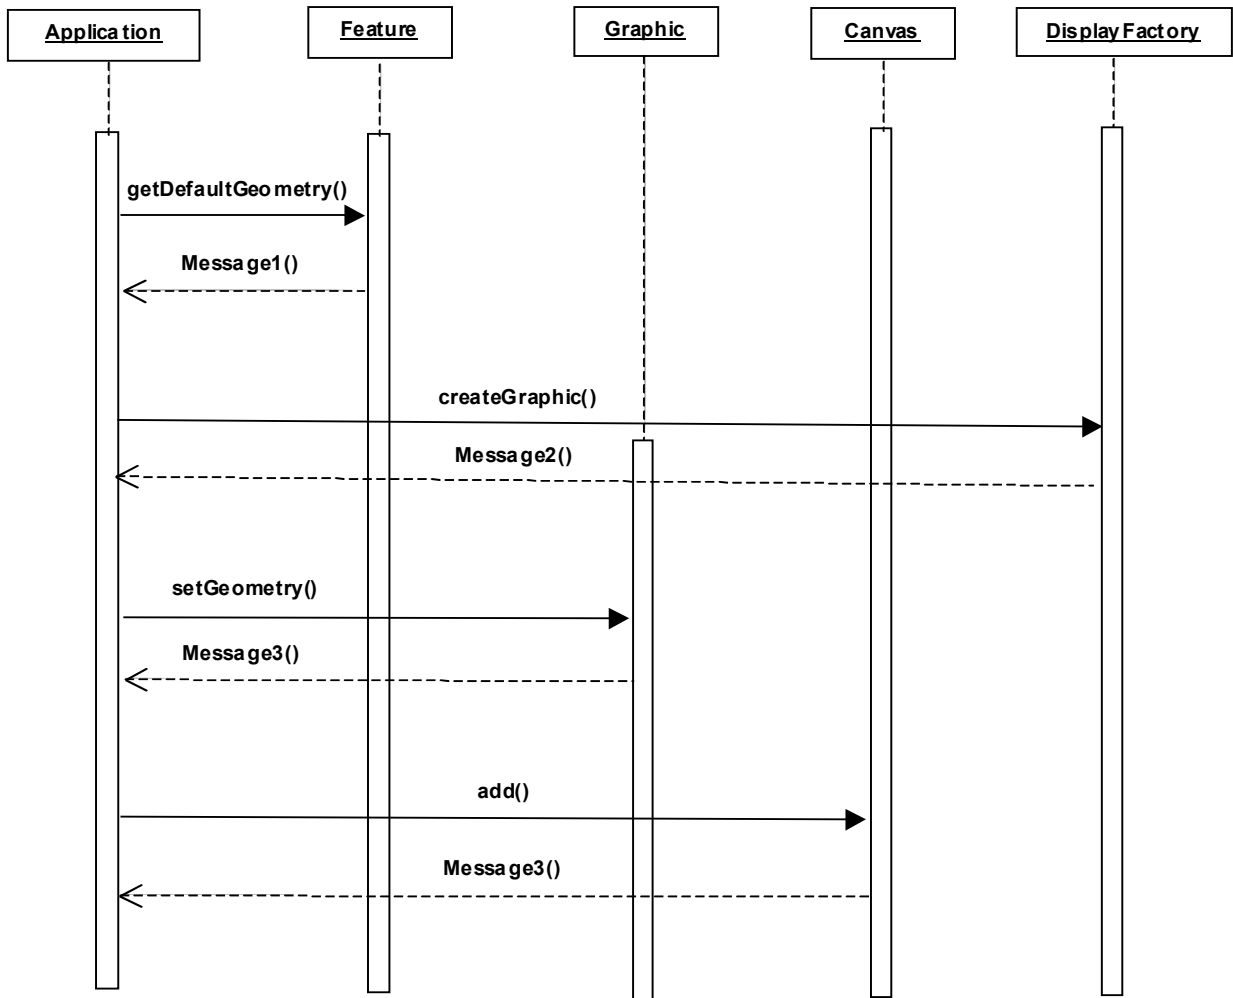 Application
Feature
Graphic
Canvas
DisplayFactory
getDefaultGeometry()
Message1()
createGraphic()
Message2()
setGeometry()
Message3()
add()
Message3()